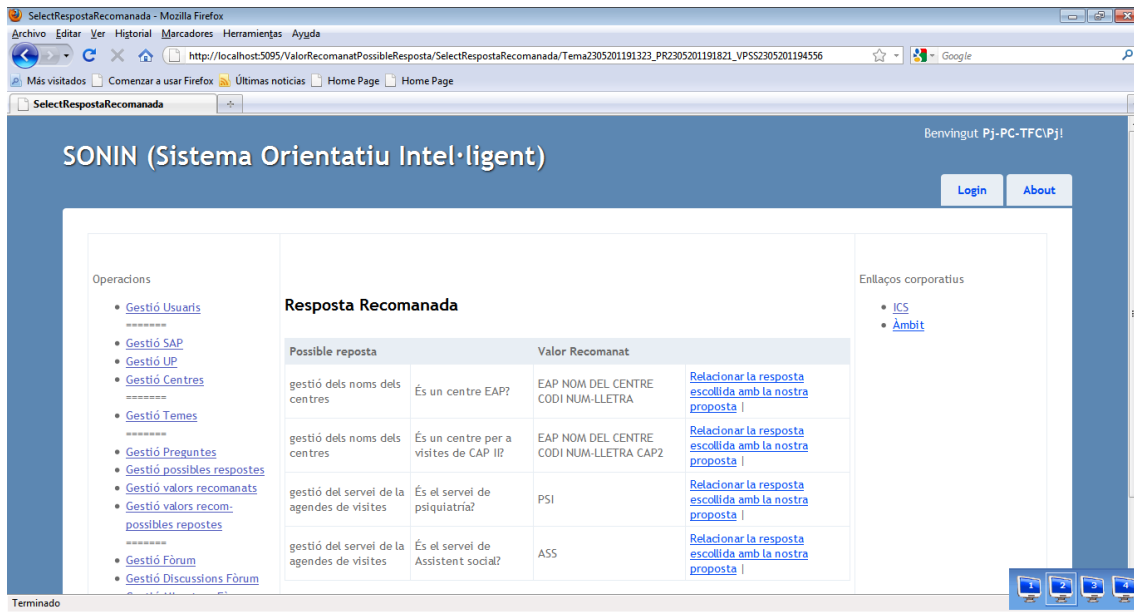 SelectRespostaRecomanada - Mozilla Firefox
Archivo Editar Ver Historial Marcadores Herramientas Ayuda
http://localhost:5095/ValorRecomanatPossibleResposta/SelectRespostaRecomanada/Tema2305201191323_PR2305201191821_VPSS2305201194556
Google
Más visitados Comenzar a usar Firefox Últimas noticias Home Page Home Page
SelectRespostaRecomanada
Benvingut Pj-PC-TFC\Pj!
SONIN (Sistema Orientatiu Intel·ligent)
Login About
Operacions
Gestió Usuaris
=======
Gestió SAP
Gestió UP
Gestió Centres
=======
Gestió Temes
=======
Gestió Preguntes
Gestió possibles respostes
Gestió valors recomanats
Gestió valors recom-
possibles repostes
=======
Gestió Fòrum
Gestió Discussions Fòrum
Resposta Recomanada
Possible reposta Valor Recomanat
gestió dels noms dels
centres
És un centre EAP?
EAP NOM DEL CENTRE
CODI NUM-LLETRA
Relacionar la resposta
escollida amb la nostra
proposta |
gestió dels noms dels
centres
És un centre per a
visites de CAP II?
EAP NOM DEL CENTRE
CODI NUM-LLETRA CAP2
Relacionar la resposta
escollida amb la nostra
proposta |
gestió del servei de la
agendes de visites
És el servei de
psiquiatría?
PSI
Relacionar la resposta
escollida amb la nostra
proposta |
gestió del servei de la
agendes de visites
És el servei de
Assistent social?
ASS
Relacionar la resposta
escollida amb la nostra
proposta |
Enllaços corporatius
ICS
Àmbit
1 2 3 4
Terminado